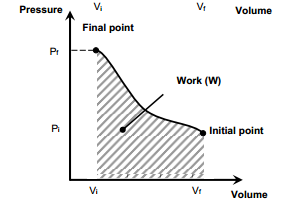 Pressure Vi Vf Volume
Final point
Pf
Work (W)
Pi
Initial point
Vi Vf Volume